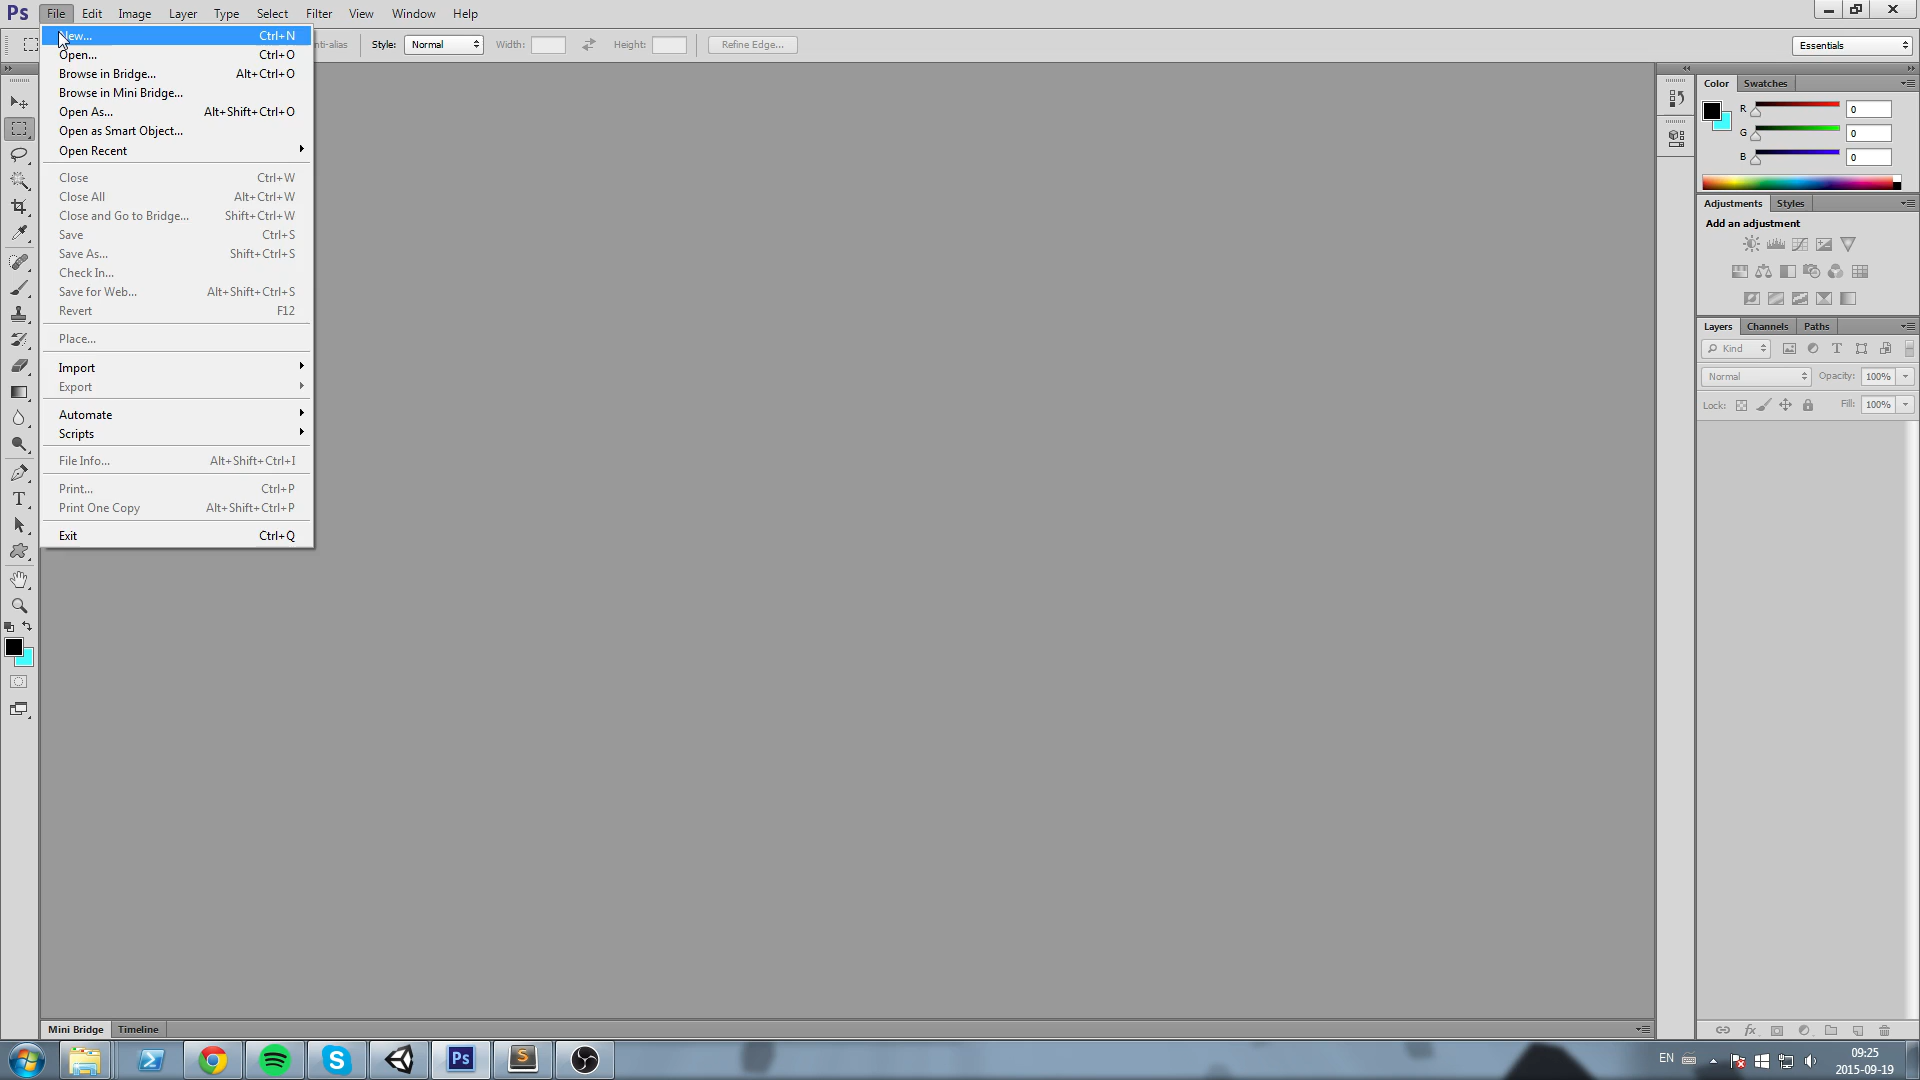 Ps File Edit Image Layer Type Select Filter View Window Help
nti-alias Style: Normal Width: Height: Refine Edge... Essentials
New... Ctrl+N
Open... Ctrl+O
Browse in Bridge... Alt+Ctrl+O
Browse in Mini Bridge...
Open As... Alt+Shift+Ctrl+O
Open as Smart Object...
Open Recent
Close Ctrl+W
Close All Alt+Ctrl+W
Close and Go to Bridge... Shift+Ctrl+W
Save Ctrl+S
Save As... Shift+Ctrl+S
Check In...
Save for Web... Alt+Shift+Ctrl+S
Revert F12
Place...
Import
Export
Automate
Scripts
File Info... Alt+Shift+Ctrl+I
Print... Ctrl+P
Print One Copy Alt+Shift+Ctrl+P
Exit Ctrl+Q
Color Swatches
R 0
G 0
B 0
Adjustments Styles
Add an adjustment
Layers Channels Paths
Kind
Normal Opacity: 100%
Lock: Fill: 100%
Mini Bridge Timeline
EN 09:25
2015-09-19